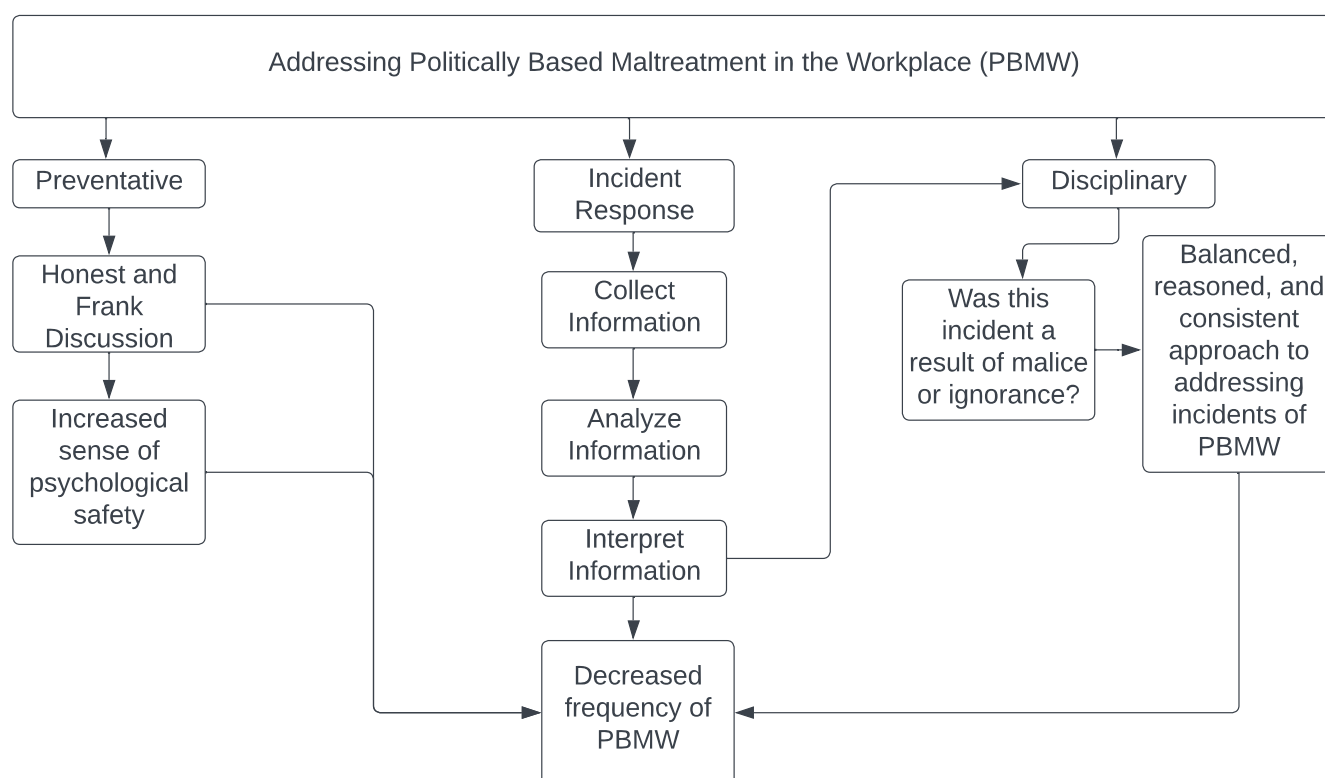 Addressing Politically Based Maltreatment in the Workplace (PBMW)
Preventative
Honest and
Frank
Discussion
Increased
sense of
psychological
safety
Incident
Response
Collect
Information
Analyze
Information
Interpret
Information
Decreased
frequency of
PBMW
Disciplinary
Was this
incident a
result of malice
or ignorance?
Balanced,
reasoned, and
consistent
approach to
addressing
incidents of
PBMW